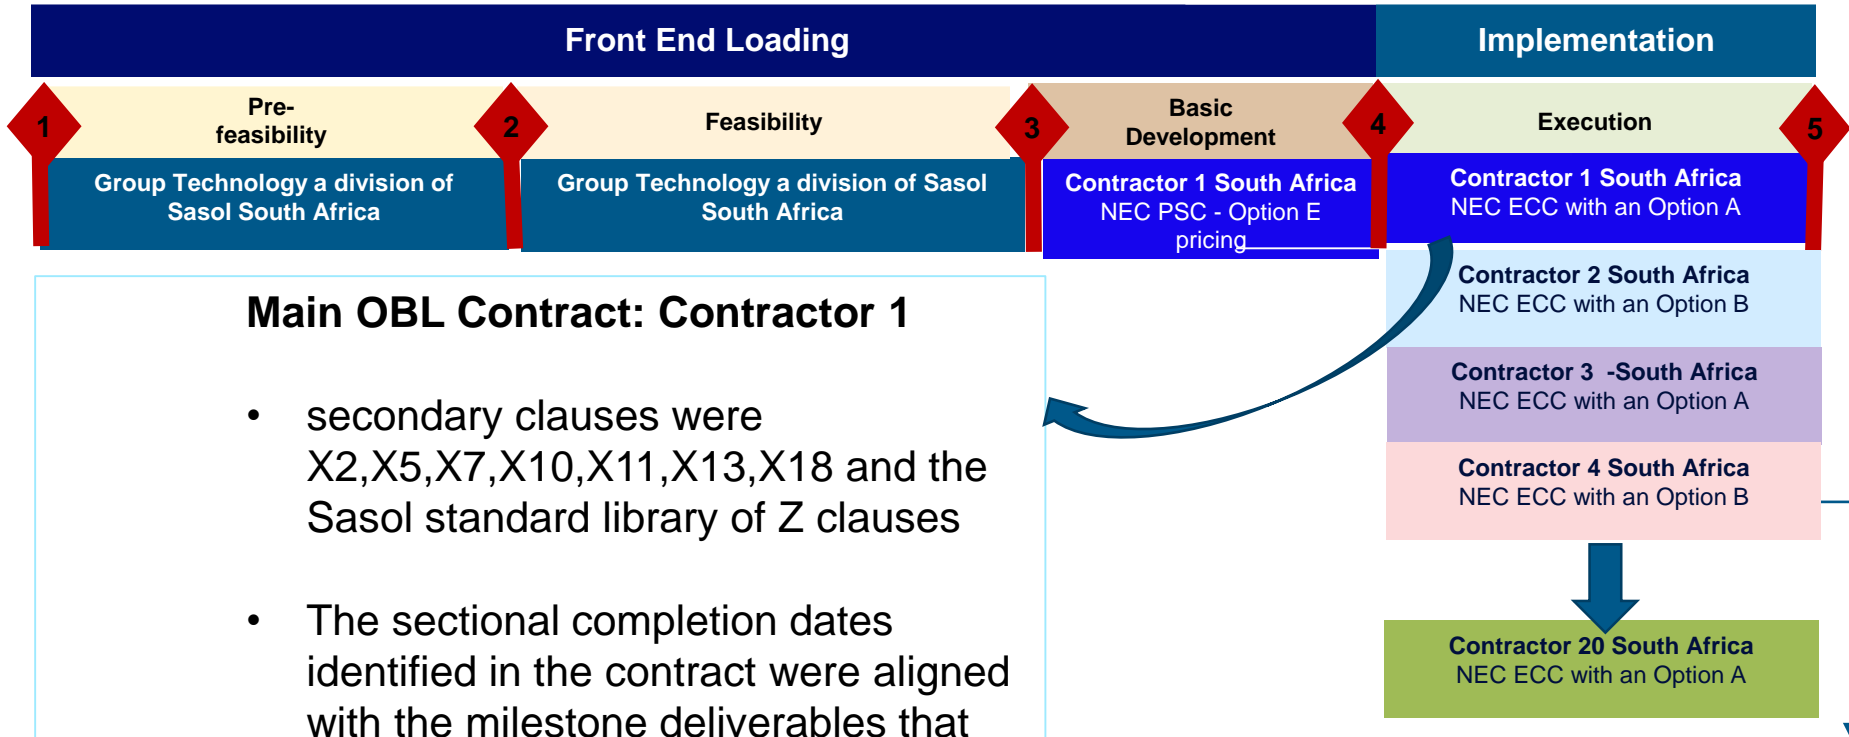 Front End Loading
Implementation
1
Pre-
feasibility
2
Feasibility
3
Basic
Development
4
Execution
5
Group Technology a division of
Sasol South Africa
Group Technology a division of Sasol
South Africa
Contractor 1 South Africa
NEC PSC - Option E
pricing
Contractor 1 South Africa
NEC ECC with an Option A
Contractor 2 South Africa
NEC ECC with an Option B
Contractor 3 -South Africa
NEC ECC with an Option A
Contractor 4 South Africa
NEC ECC with an Option B
Contractor 20 South Africa
NEC ECC with an Option A
Main OBL Contract: Contractor 1
• secondary clauses were
X2,X5,X7,X10,X11,X13,X18 and the
Sasol standard library of Z clauses
• The sectional completion dates
identified in the contract were aligned
with the milestone deliverables that